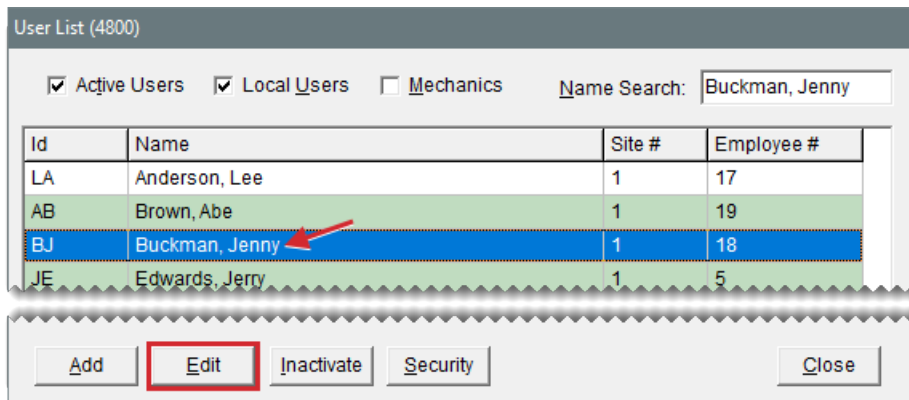 User List (4800)
Active Users Local Users Mechanics Name Search: Buckman, Jenny
Id Name Site # Employee #
LA Anderson, Lee 1 17
AB Brown, Abe 1 19
BJ Buckman, Jenny 1 18
JE Edwards, Jerry 1 5
Add Edit Inactivate Security Close